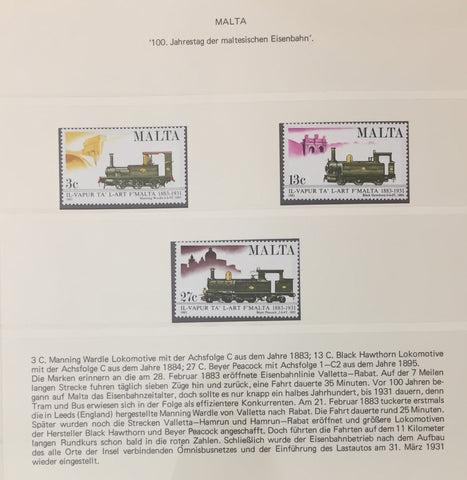 MALTA
'100. Jahrestag der maltesischen Eisenbahn'.
MALTA
3c
IL-VAPUR TA' L-ART F'MALTA 1883-1931
MALTA
13c
IL-VAPUR TA' L-ART F'MALTA 1883-1931
MALTA
27c
IL-VAPUR TA' L-ART F'MALTA 1883-1931
3 C, Manning Wardle Lokomotive mit der Achsfolge C aus dem Jahre 1883; 13 C. Black Hawthorn Lokomotive
mit der Achsfolge C aus dem Jahre 1884; 27 C. Beyer Peacock mit Achsfolge 1-C2 aus dem Jahre 1895.
Die Marken erinnern an die am 28. Februar 1883 eröffnete Eisenbahnlinie Valletta-Rabat. Auf der 7 Meilen
langen Strecke fuhren täglich sieben Züge hin und zurück, eine Fahrt dauerte 35 Minuten. Vor 100 Jahren be-
gann auf Malta das Eisenbahnzeitalter, doch sollte es nur knapp ein halbes Jahrhundert, bis 1931 dauern, denn
Tram und Bus erwiesen sich in der Folge als effizientere Konkurrenten. Am 21. Februar 1883 tuckerte erstmals
die in Leeds (England) hergestellte Manning Wardle von Valletta nach Rabat. Die Fahrt dauerte rund 25 Minuten.
Später wurden noch die Strecken Valletta-Hamrun und Hamrun-Rabat eröffnet und größere Lokomotiven
der Hersteller Black Hawthorn und Beyer Peacock angeschafft. Doch führten die Fahrten auf dem 11 Kilometer
langen Rundkurs schon bald in die roten Zahlen. Schließlich wurde der Eisenbahnbetrieb nach dem Aufbau
des alle Orte der Insel verbindenden Omnibusnetzes und der Einführung des Lastautos am 31. März 1931
wieder eingestellt.